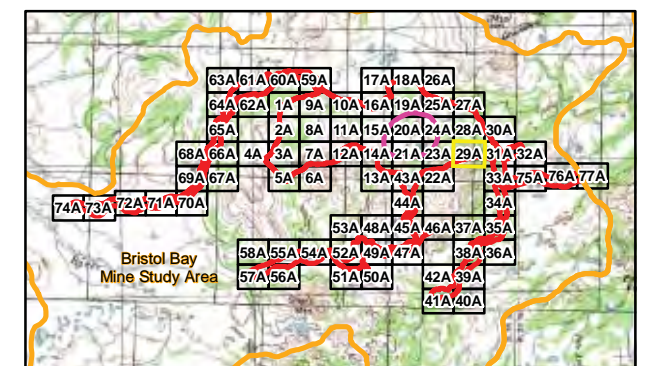 63A 61A 60A 59A 17A 18A 26A
64A 62A 1A 9A 10A 16A 19A 25A 27A
65A 2A 8A 11A 15A 20A 24A 28A 30A
68A 66A 4A 3A 7A 12A 14A 21A 23A 29A 31A 32A
69A 67A 5A 6A 13A 43A 22A 33A 75A 76A 77A
74A 73A 72A 71A 70A 44A 34A
53A 48A 45A 46A 37A 35A
58A 55A 54A 52A 49A 47A 38A 36A
Bristol Bay
Mine Study Area
57A 56A 51A 50A 42A 39A
41A 40A